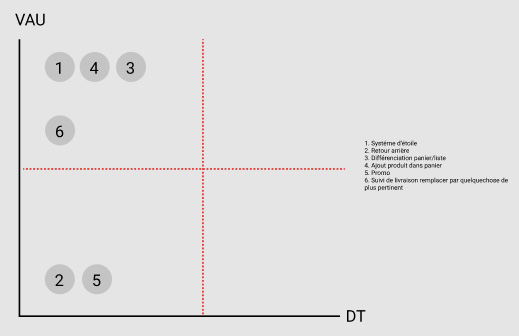 VAU
1 4 3
6
1. Système d'étoile
2. Retour arrière
3. Différenciation panier/liste
4. Ajout produit dans panier
5. Promo
6. Suivi de livraison remplacer par quelquechose de
plus pertinent
2 5
DT